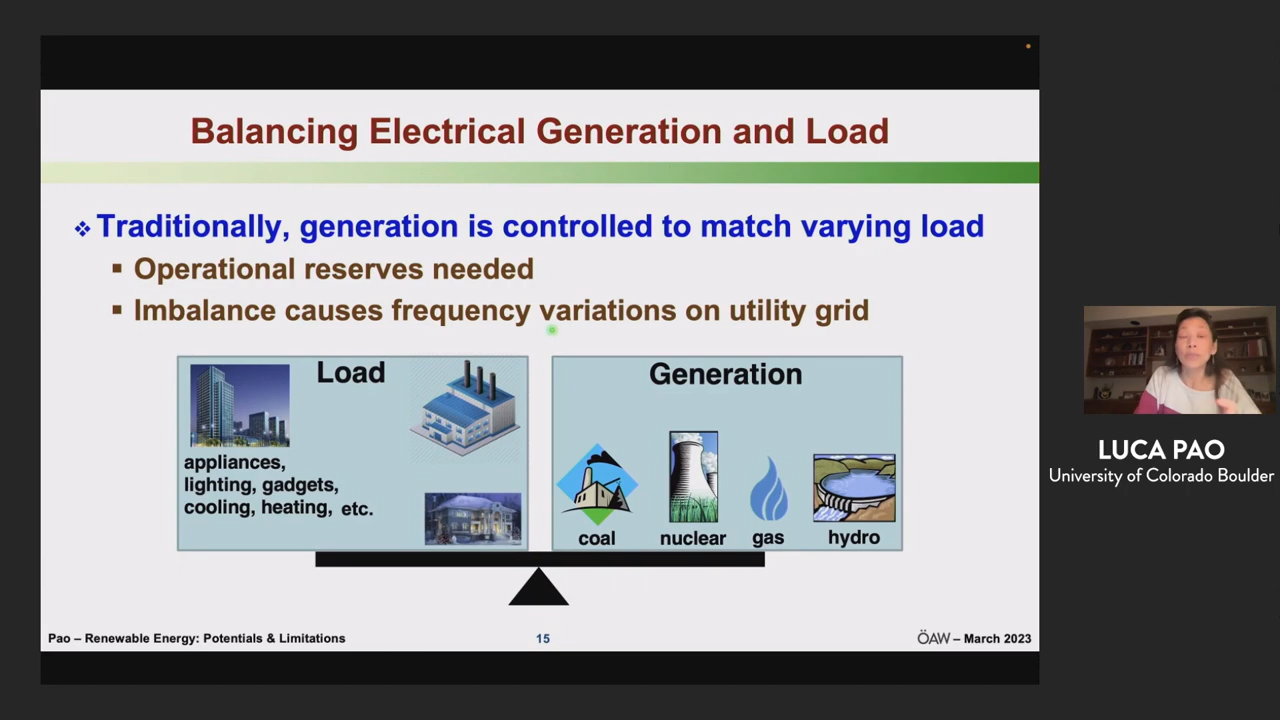 Balancing Electrical Generation and Load
❖ Traditionally, generation is controlled to match varying load
▪ Operational reserves needed
▪ Imbalance causes frequency variations on utility grid
Load
appliances,
lighting, gadgets,
cooling, heating, etc.
Generation
coal nuclear gas hydro
Pao – Renewable Energy: Potentials & Limitations 15 ÖAW – March 2023
LUCA PAO
University of Colorado Boulder